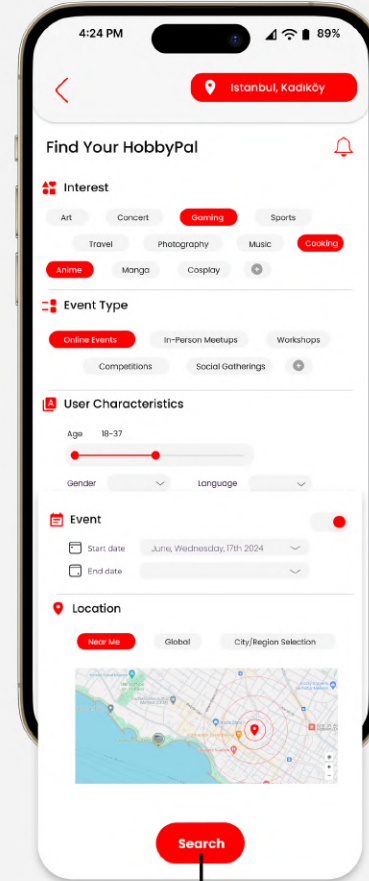 4:24 PM
89%
Istanbul, Kadıköy
Find Your HobbyPal
Interest
Art Concert Gaming Sports
Travel Photography Music Cooking
Anime Manga Cosplay
Event Type
Online Events In-Person Meetups Workshops
Competitions Social Gatherings
User Characteristics
Age 18-37
Gender Language
Event
Start date June, Wednesday, 17th 2024
End date
Location
Near Me Global City/Region Selection
Search